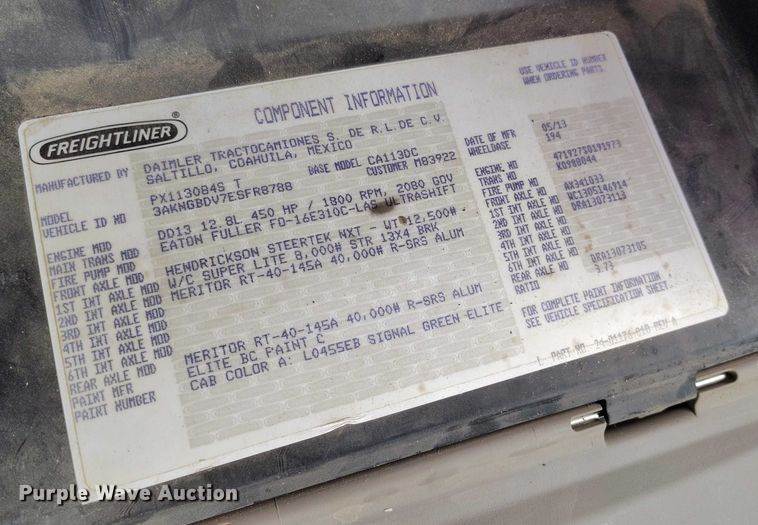 USE VEHICLE ID NUMBER
WHEN ORDERING PARTS.
FREIGHTLINER®
COMPONENT INFORMATION
MANUFACTURED BY DAIMLER TRACTOCAMIONES S. DE R.L.DE C.V.
SALTILLO, COAHUILA, MEXICO
DATE OF MFR 05/13
WHEELBASE 194
BASE MODEL CA113DC
MODEL PX113084S T CUSTOMER M83922
VEHICLE ID NO 3AKNGBDV7ESFR8788
ENGINE NO 471927S0191973
ENGINE MOD DD13 12.8L 450 HP / 1800 RPM, 2080 GOV
TRANS NO K0988044
MAIN TRANS MOD EATON FULLER FO-16E310C-LAS ULTRASHIFT
FIRE PUMP NO
FIRE PUMP MOD
FRONT AXLE NO AX341033
FRONT AXLE MOD HENDRICKSON STEERTEK NXT - WT 12,500#
1ST INT AXLE NO WC1305146914
1ST INT AXLE MOD W/C SUPER LITE 8,000# STR 13X4 BRK
2ND INT AXLE NO DRA13073113
2ND INT AXLE MOD MERITOR RT-40-145A 40,000# R-SRS ALUM
3RD INT AXLE NO
3RD INT AXLE MOD
4TH INT AXLE NO
4TH INT AXLE MOD
5TH INT AXLE NO
5TH INT AXLE MOD
6TH INT AXLE NO
6TH INT AXLE MOD
REAR AXLE NO DRA13073105
REAR AXLE MOD MERITOR RT-40-145A 40,000# R-SRS ALUM
RATIO 3.73
PAINT MFR ELITE BC PAINT C
PAINT NUMBER CAB COLOR A: L0455EB SIGNAL GREEN ELITE
FOR COMPLETE PAINT INFORMATION
SEE VEHICLE SPECIFICATION SHEET.
PART NO. 24-01176-010 REV A
Purple Wave Auction